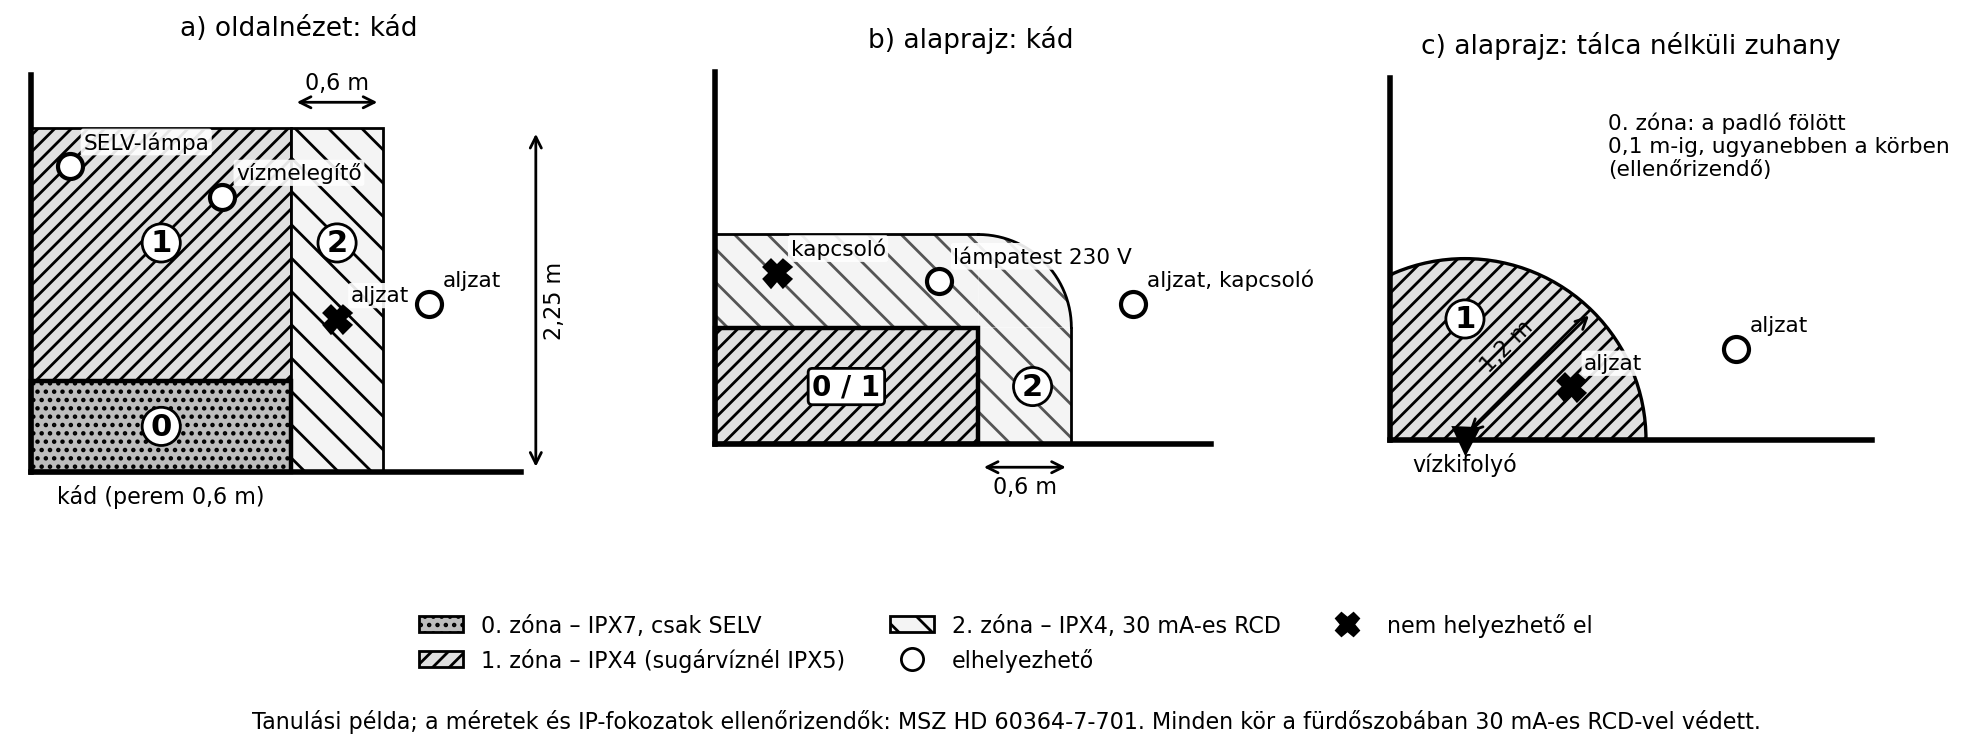 a) oldalnézet: kád
0,6 m
SELV-lámpa
vízmelegítő
1
2
aljzat
aljzat
2,25 m
0
kád (perem 0,6 m)
b) alaprajz: kád
kapcsoló
lámpatest 230 V
aljzat, kapcsoló
0 / 1
2
0,6 m
c) alaprajz: tálca nélküli zuhany
0. zóna: a padló fölött
0,1 m-ig, ugyanebben a körben
(ellenőrizendő)
1
1,2 m
aljzat
aljzat
vízkifolyó
0. zóna – IPX7, csak SELV
1. zóna – IPX4 (sugárvíznél IPX5)
2. zóna – IPX4, 30 mA-es RCD
elhelyezhető
nem helyezhető el
Tanulási példa; a méretek és IP-fokozatok ellenőrizendők: MSZ HD 60364-7-701. Minden kör a fürdőszobában 30 mA-es RCD-vel védett.